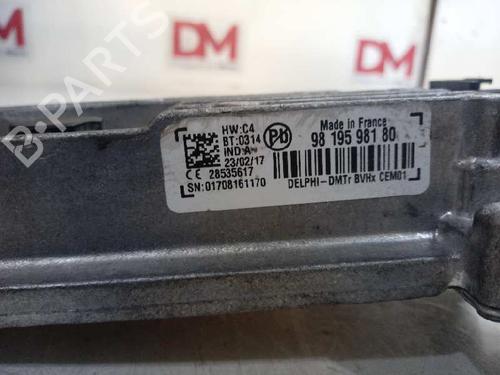 DM
DM
B-Parts
HW:C4
BT:0314
IND:A
23/02/17
CE 28535617
SN:01708161170
Made in France
98 195 981 80
DELPHI-DMTr BVHx CEM01